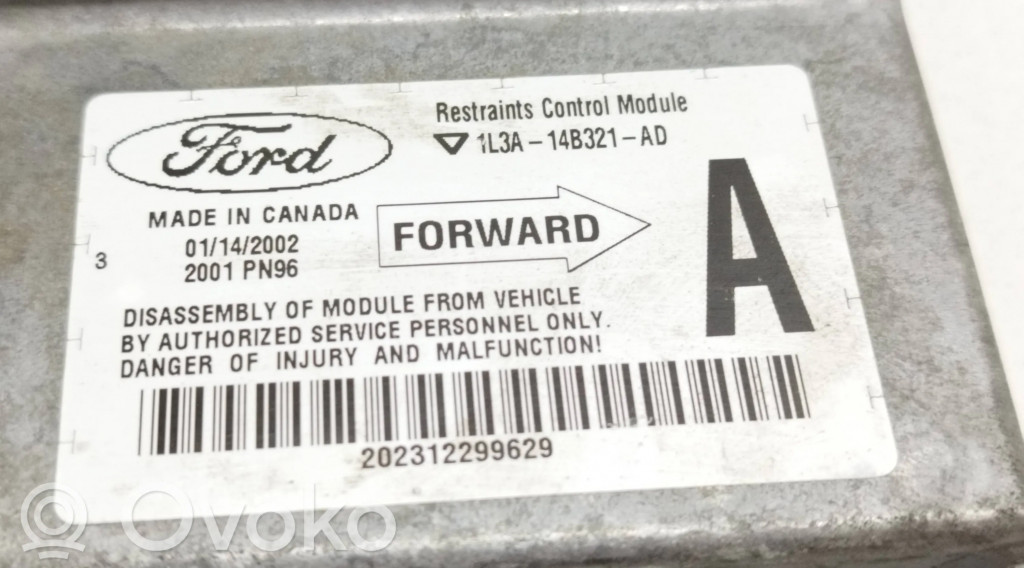 Ford
Restraints Control Module
1L3A-14B321-AD
MADE IN CANADA
01/14/2002
2001 PN96
3
FORWARD
A
DISASSEMBLY OF MODULE FROM VEHICLE
BY AUTHORIZED SERVICE PERSONNEL ONLY.
DANGER OF INJURY AND MALFUNCTION!
202312299629
Ovoko